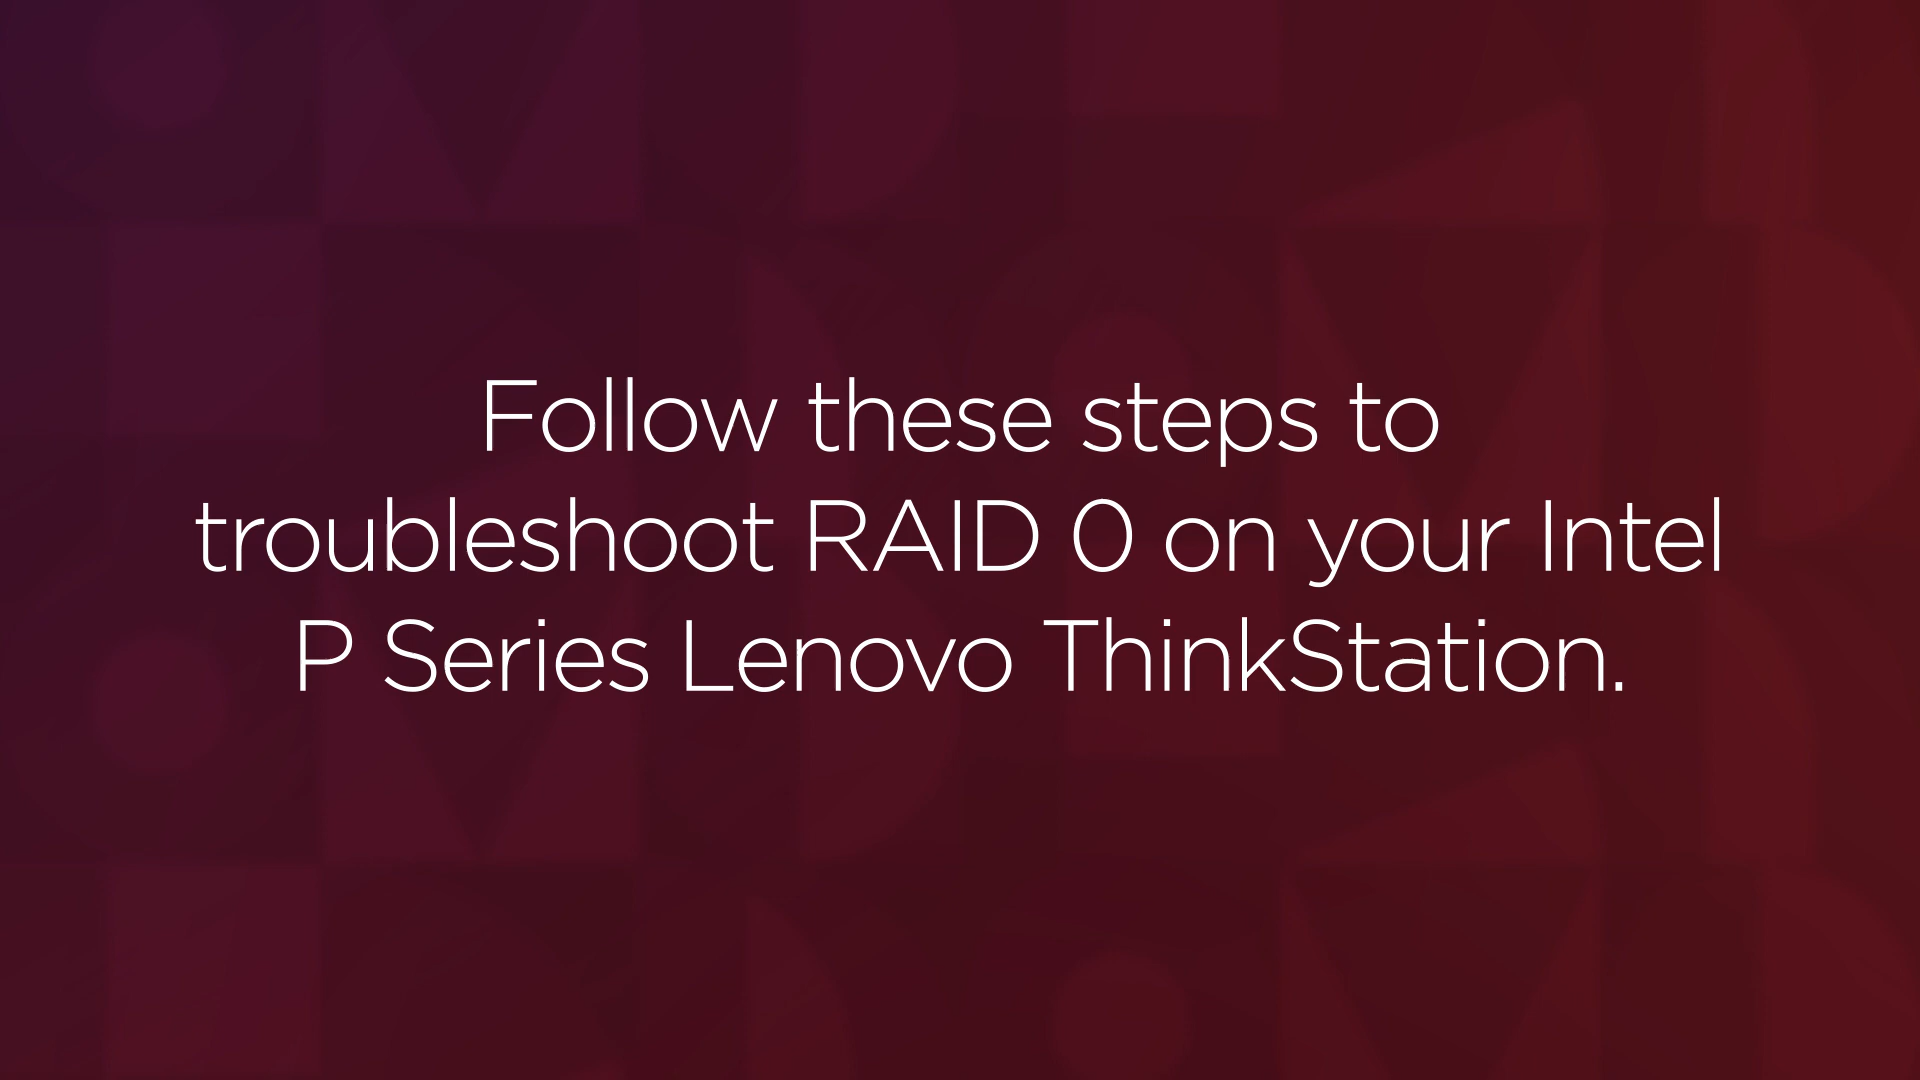 Follow these steps to
troubleshoot RAID 0 on your Intel
P Series Lenovo ThinkStation.